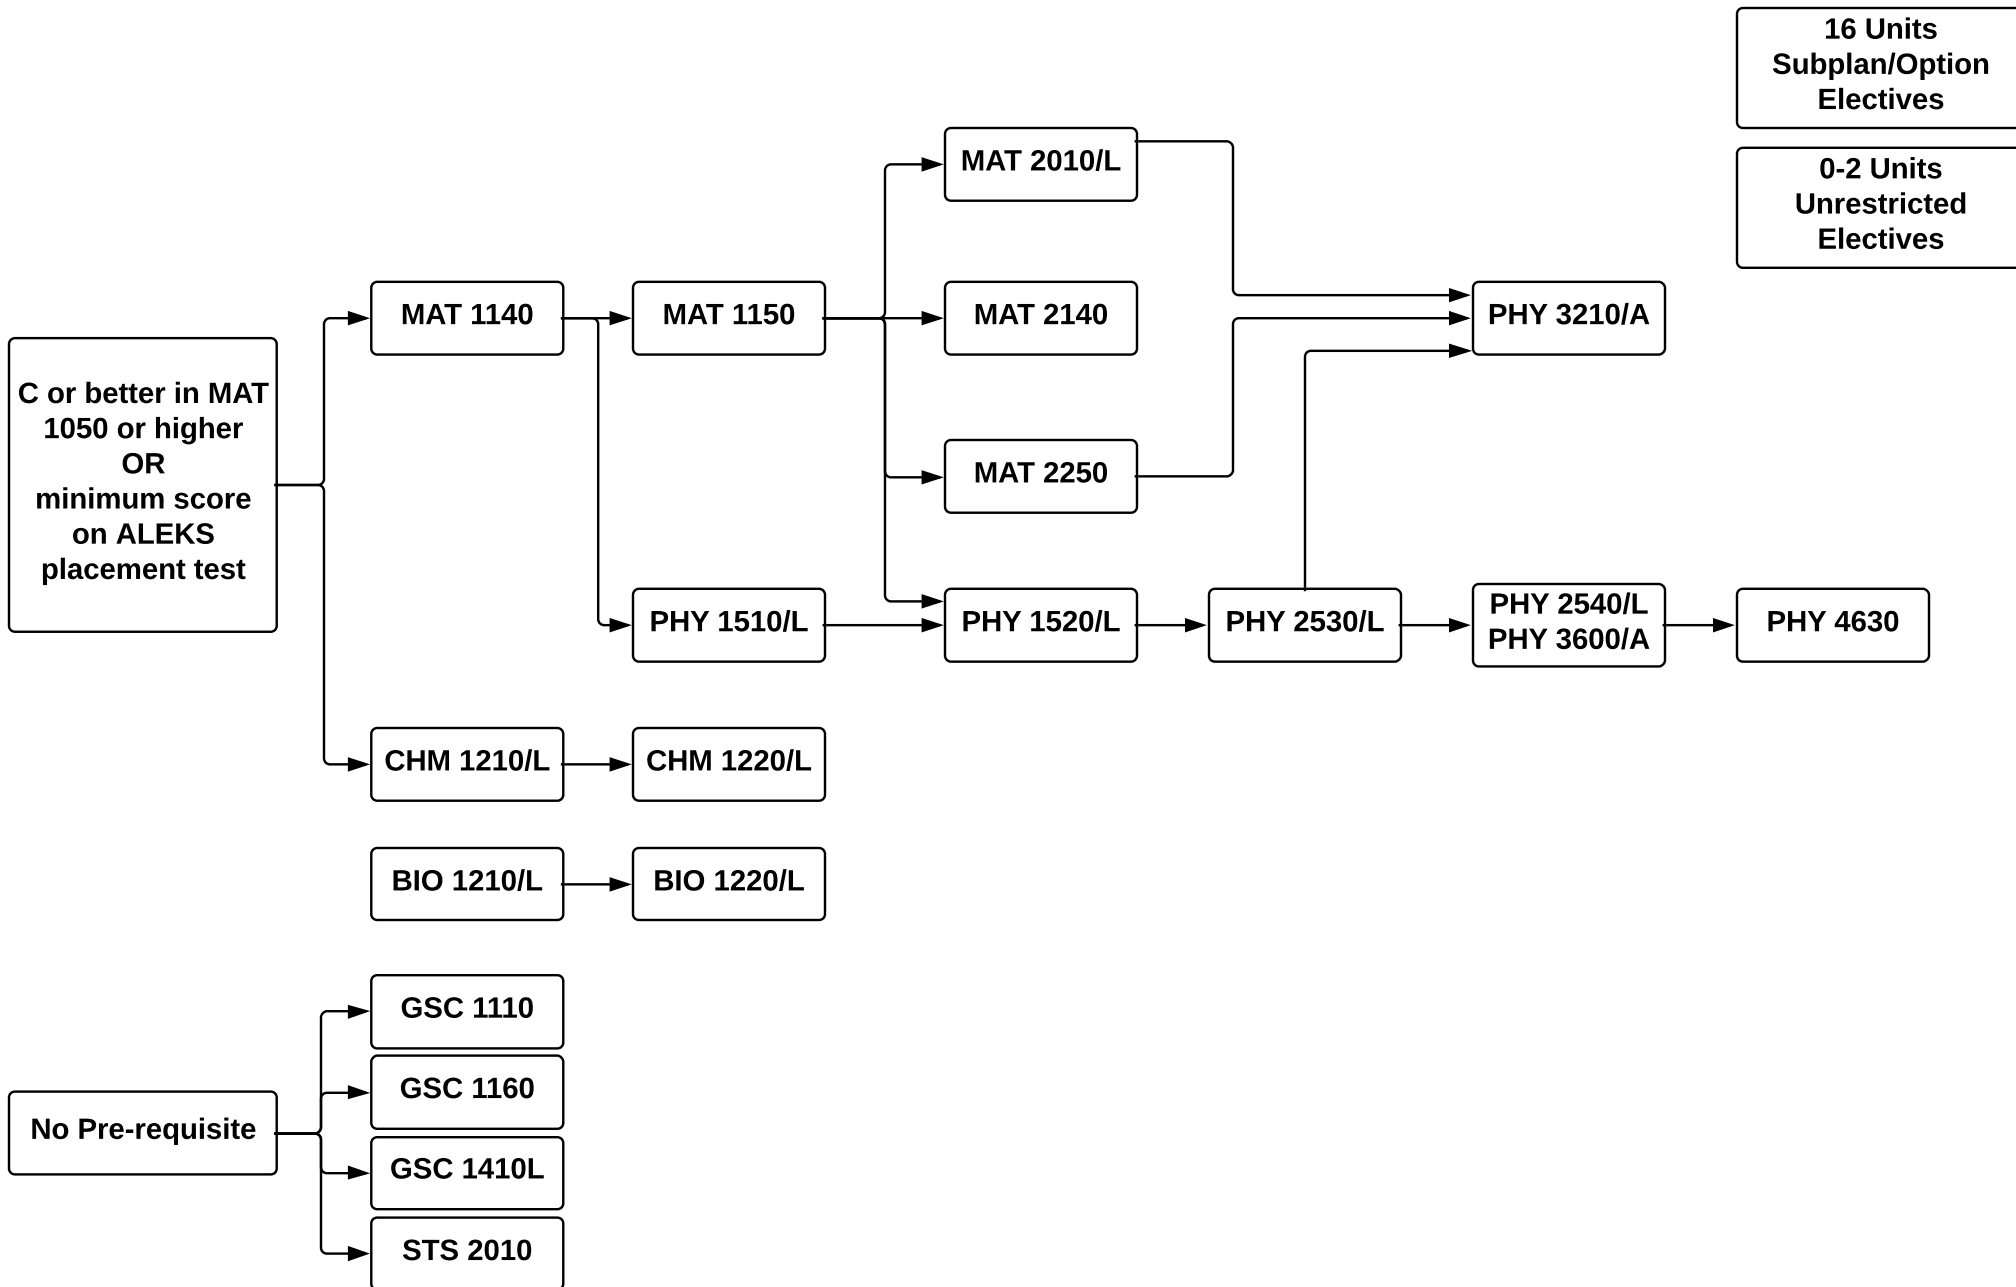 16 Units
Subplan/Option
Electives
0-2 Units
Unrestricted
Electives
MAT 2010/L
MAT 1140
MAT 1150
MAT 2140
PHY 3210/A
C or better in MAT
1050 or higher
OR
minimum score
on ALEKS
placement test
MAT 2250
PHY 1510/L
PHY 1520/L
PHY 2530/L
PHY 2540/L
PHY 3600/A
PHY 4630
CHM 1210/L
CHM 1220/L
BIO 1210/L
BIO 1220/L
No Pre-requisite
GSC 1110
GSC 1160
GSC 1410L
STS 2010